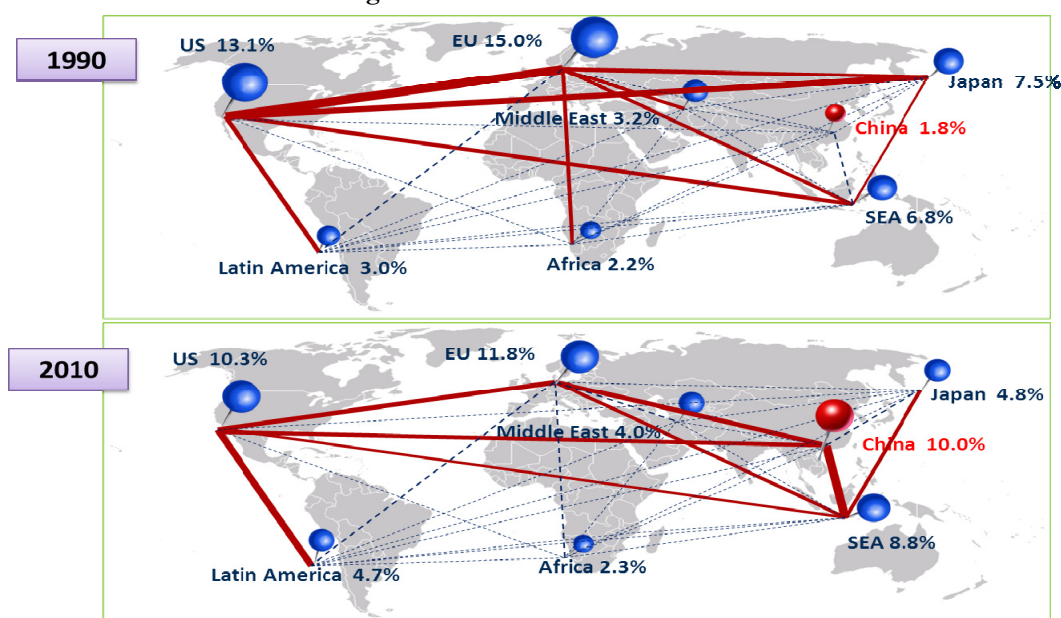 1990
US 13.1%
EU 15.0%
Japan 7.5%
Middle East 3.2%
China 1.8%
SEA 6.8%
Latin America 3.0%
Africa 2.2%
2010
US 10.3%
EU 11.8%
Japan 4.8%
Middle East 4.0%
China 10.0%
SEA 8.8%
Latin America 4.7%
Africa 2.3%